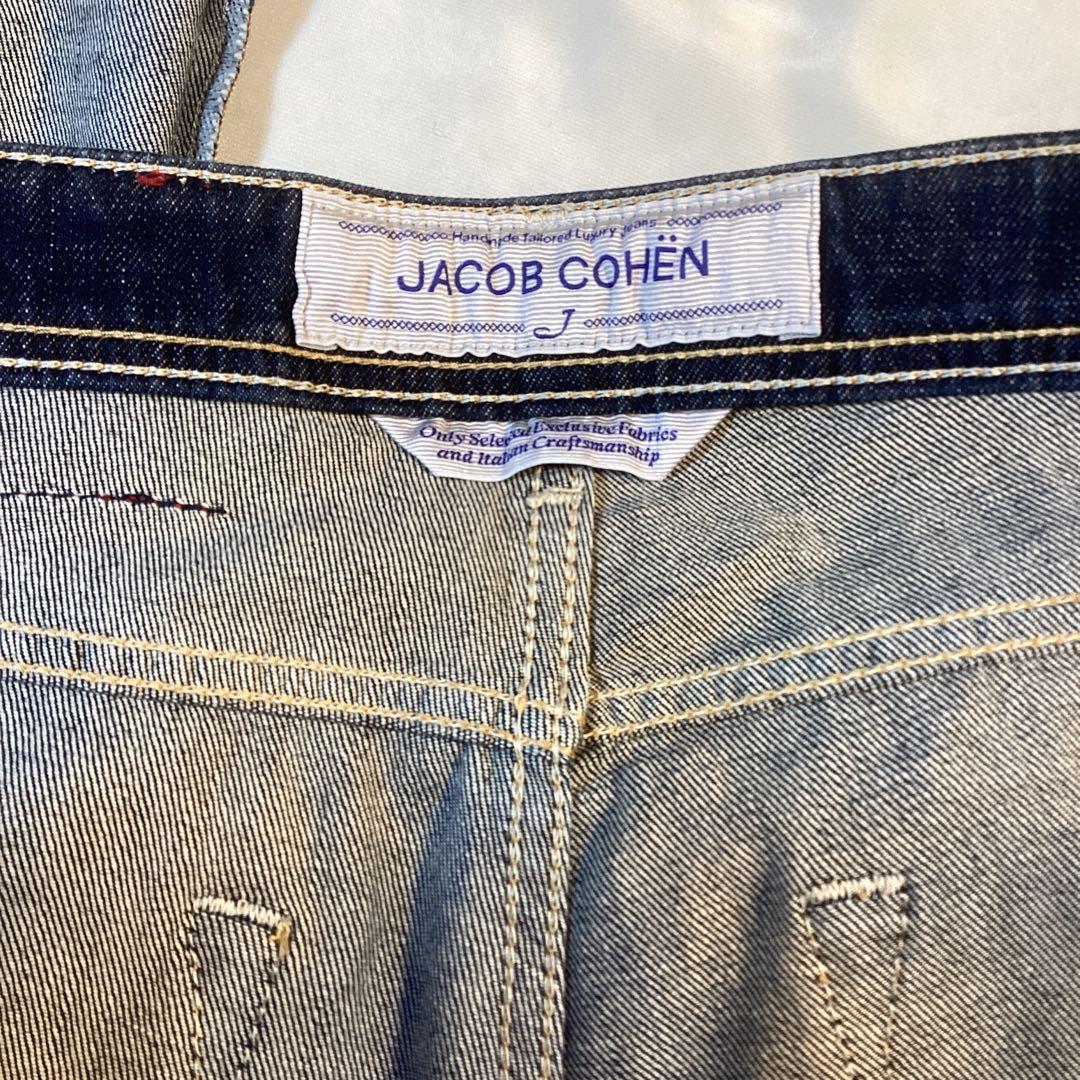 Handmade Tailored Luxury Jeans
JACOB COHËN
J
Only Selected Exclusive Fabrics
and Italian Craftsmanship